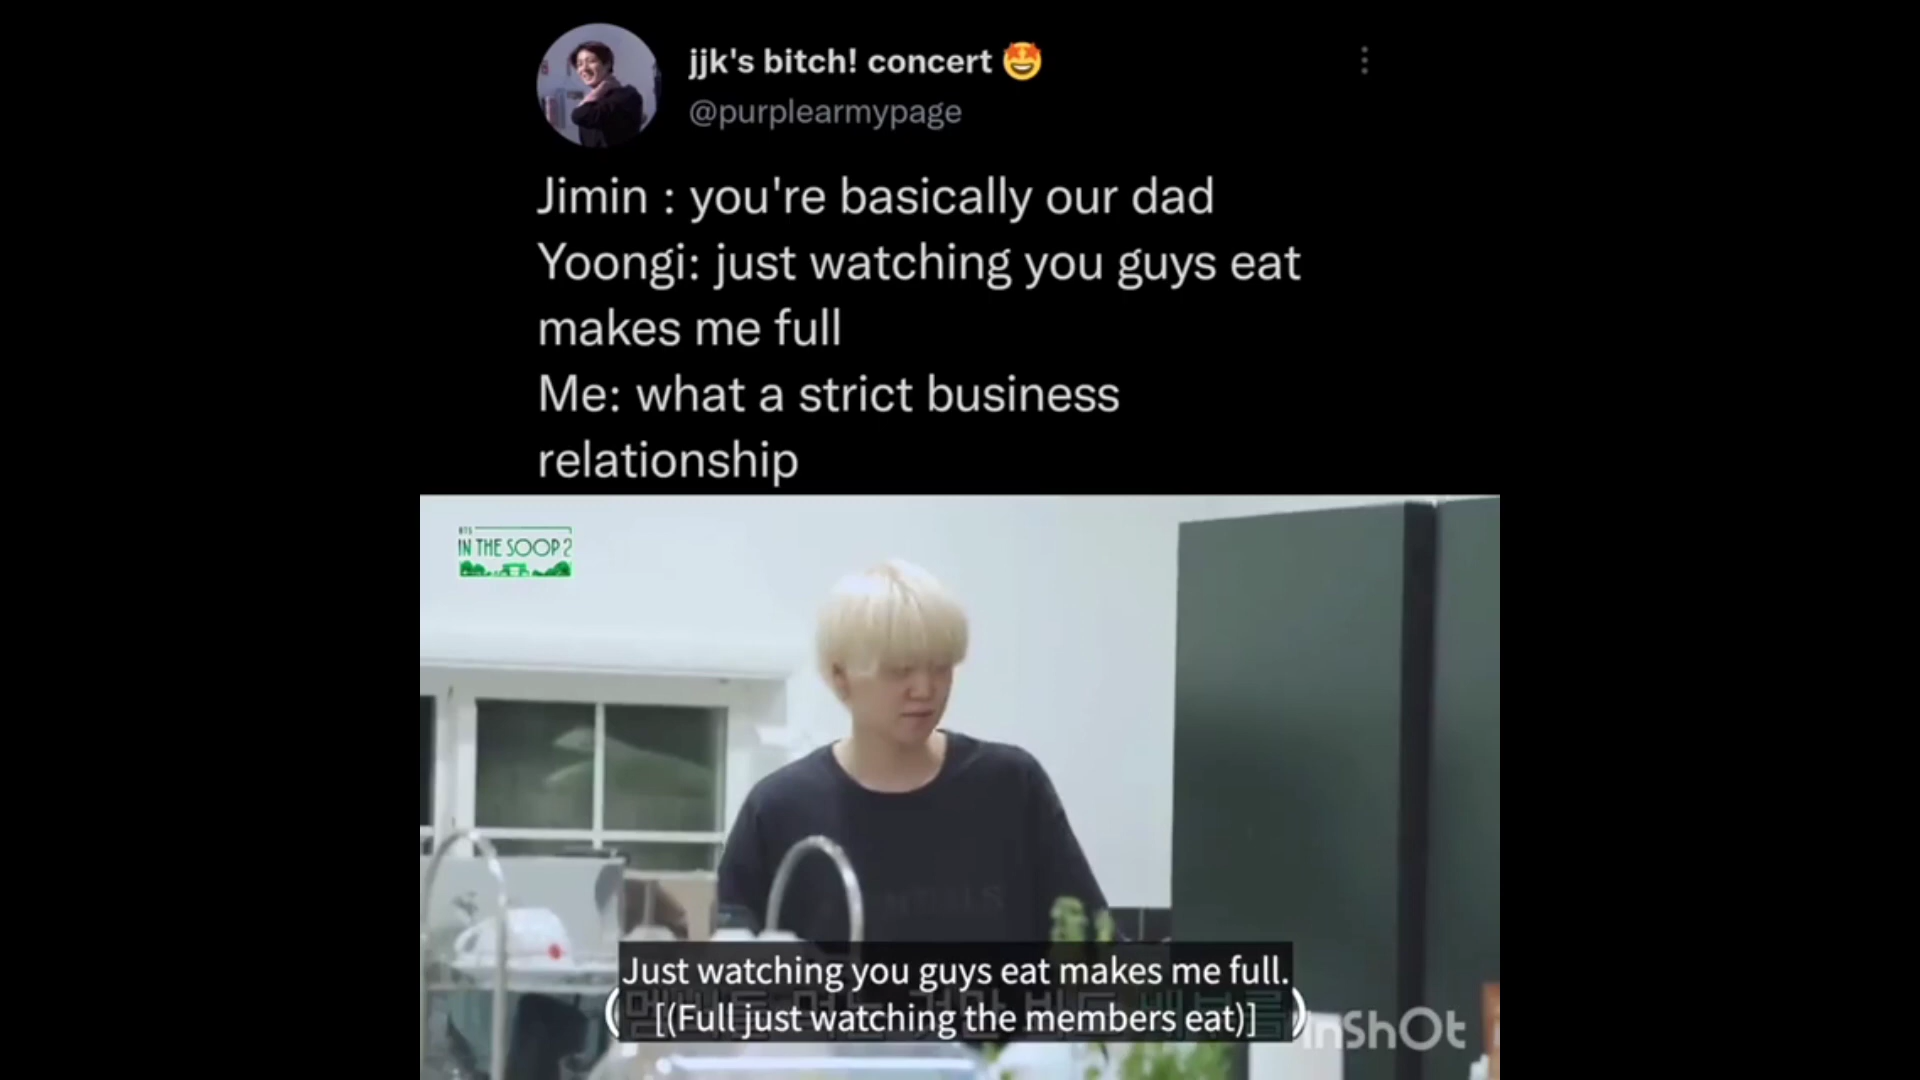 jjk's bitch! concert 🤩
@purplearmypage
Jimin : you're basically our dad
Yoongi: just watching you guys eat
makes me full
Me: what a strict business
relationship
BTS
IN THE SOOP 2
Just watching you guys eat makes me full.
[(Full just watching the members eat)]
InShOt